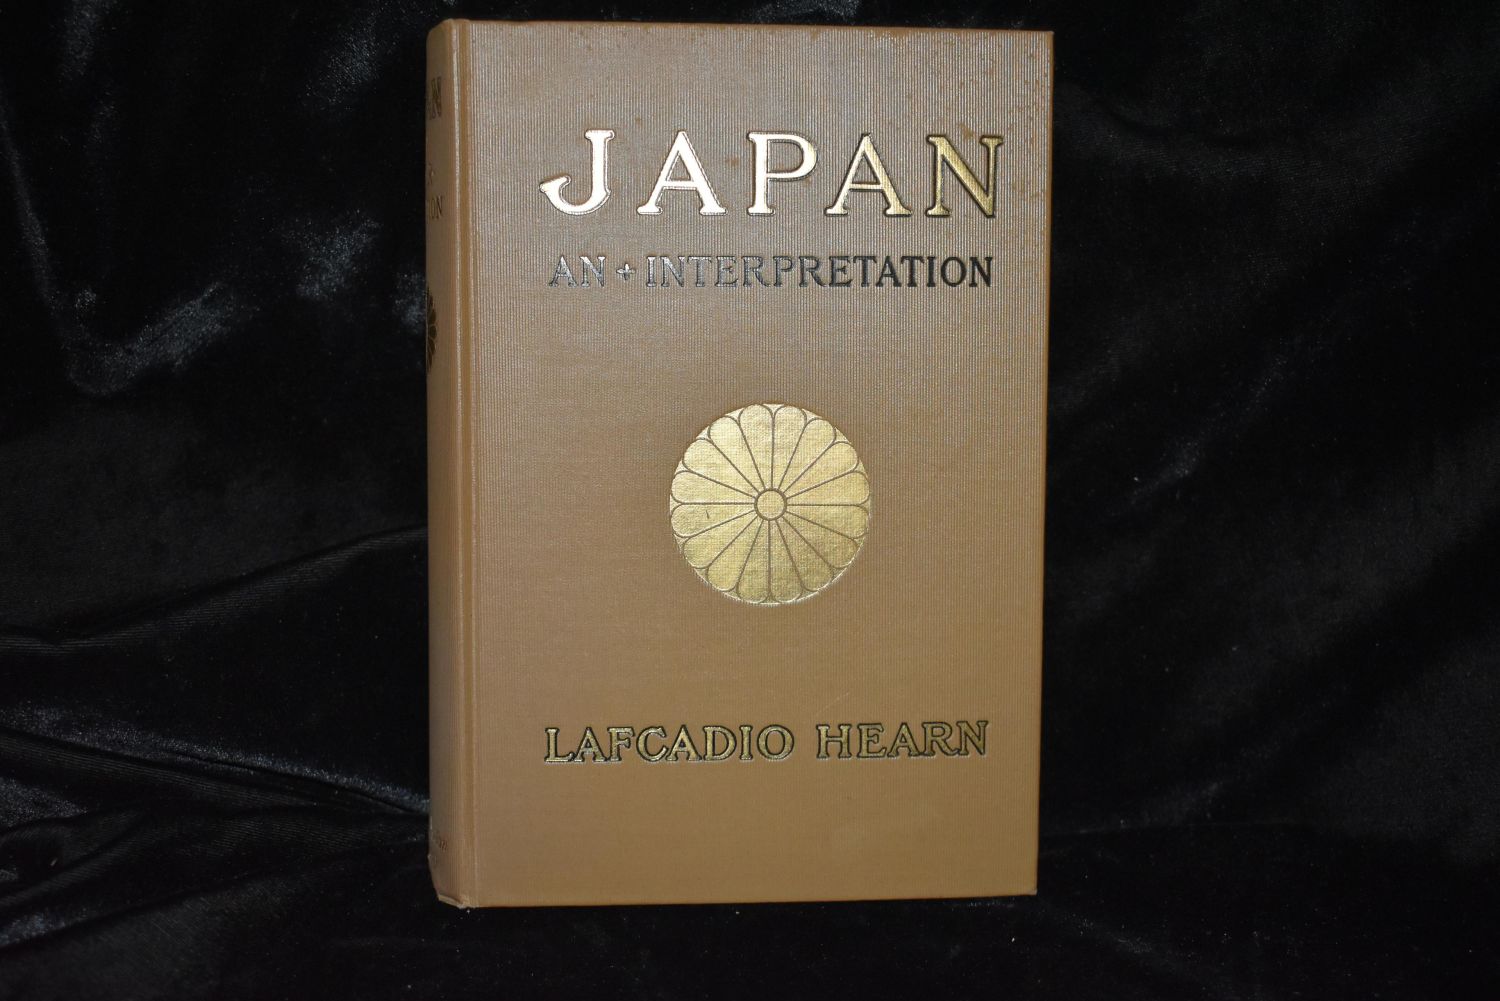 JAPAN
AN + INTERPRETATION
LAFCADIO HEARN